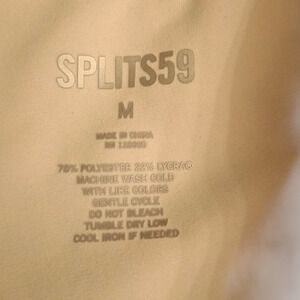 SPLITS59
M
MADE IN CHINA
RN
78% POLYESTER 22% LYCRA®
MACHINE WASH COLD
WITH LIKE COLORS
GENTLE CYCLE
DO NOT BLEACH
TUMBLE DRY LOW
COOL IRON IF NEEDED